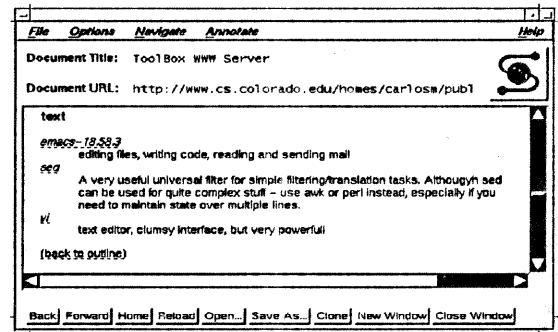 File Options Navigate Annotate Help
Document Title: ToolBox WWW Server
Document URL: http://www.cs.colorado.edu/homes/carlosm/publ
text
emacs-18.58.3
editing files, writing code, reading and sending mail
sed
A very useful universal filter for simple filtering/translation tasks. Althougyh sed
can be used for quite complex stuff - use awk or perl instead, especially if you
need to maintain state over multiple lines.
vi
text editor, clumsy interface, but very powerfull
(back to outline)
Back Forward Home Reload Open... Save As... Clone New Window Close Window